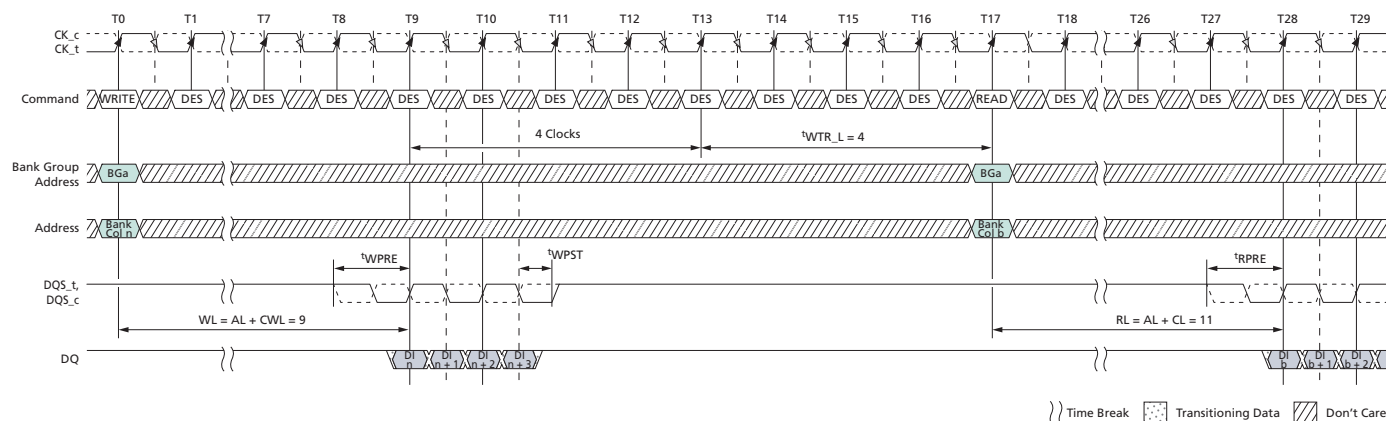 T0 T1 T7 T8 T9 T10 T11 T12 T13 T14 T15 T16 T17 T18 T26 T27 T28 T29
CK_c
CK_t
Command WRITE DES DES DES DES DES DES DES DES DES DES DES READ DES DES DES DES DES
4 Clocks tWTR_L = 4
Bank Group
Address BGa BGa
Address Bank
Col n Bank
Col b
tWPRE tWPST tRPRE
DQS_t,
DQS_c
WL = AL + CWL = 9 RL = AL + CL = 11
DQ DI
n DI
n + 1 DI
n + 2 DI
n + 3 DI
b DI
b + 1 DI
b + 2
Time Break Transitioning Data Don't Care